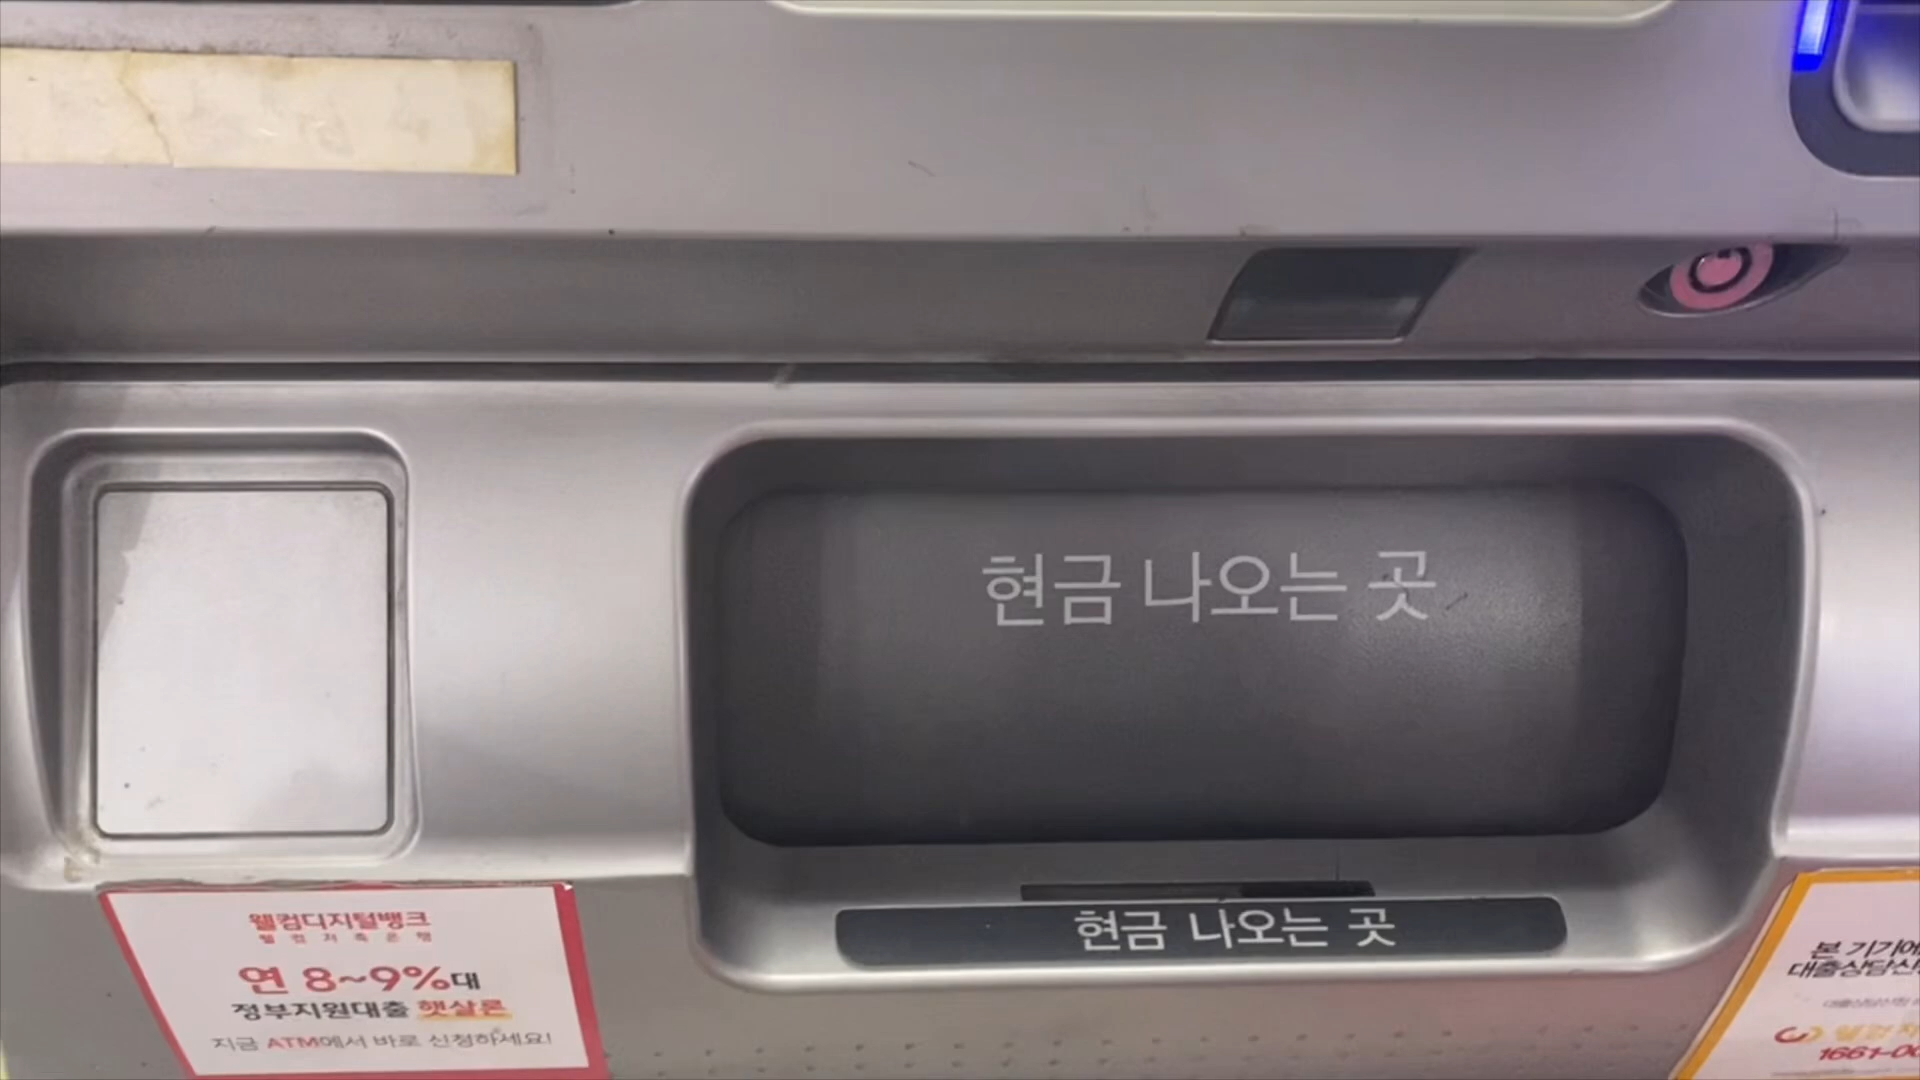 현금 나오는 곳
현금 나오는 곳
웰컴디지털뱅크
웰컴저축은행
연 8~9%대
정부지원대출 햇살론
지금 ATM에서 바로 신청하세요!
본 기기에
대출상담신